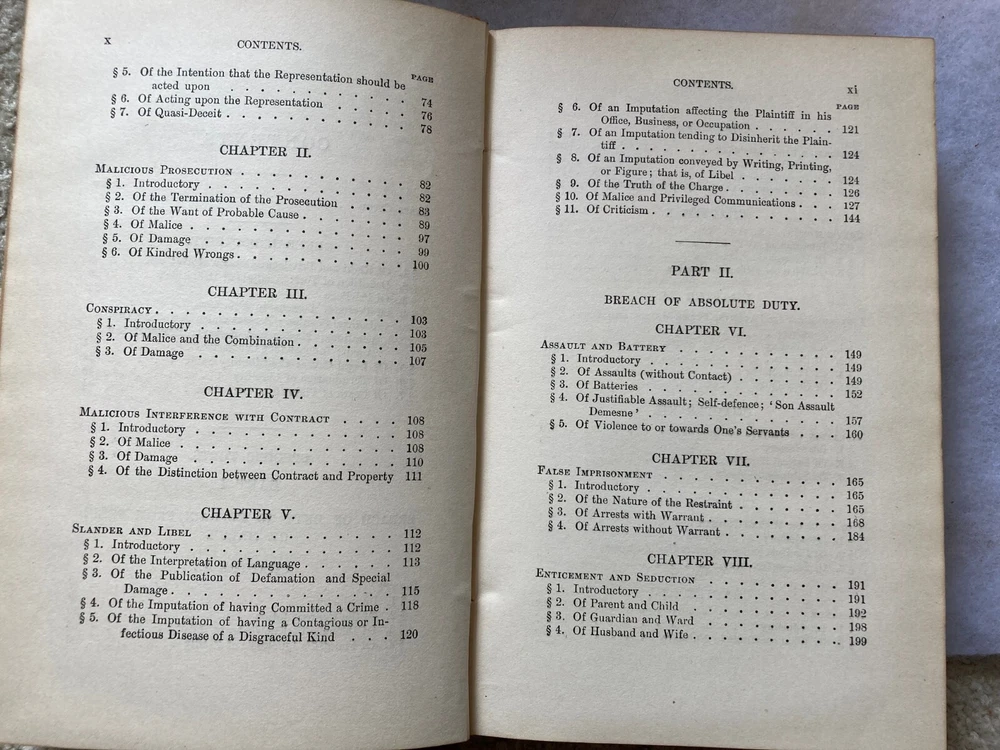 x
CONTENTS.
PAGE
§ 5. Of the Intention that the Representation should be
acted upon . . . . . . . . . . 74
§ 6. Of Acting upon the Representation . . . . . 76
§ 7. Of Quasi-Deceit . . . . . . . . . . . 78
CHAPTER II.
MALICIOUS PROSECUTION . . . . . . . . . . 82
§ 1. Introductory . . . . . . . . . . . 82
§ 2. Of the Termination of the Prosecution . . . . 83
§ 3. Of the Want of Probable Cause . . . . . . 89
§ 4. Of Malice . . . . . . . . . . . . 97
§ 5. Of Damage . . . . . . . . . . . 99
§ 6. Of Kindred Wrongs . . . . . . . . . . 100
CHAPTER III.
CONSPIRACY . . . . . . . . . . . . . 103
§ 1. Introductory . . . . . . . . . . . 103
§ 2. Of Malice and the Combination . . . . . . 105
§ 3. Of Damage . . . . . . . . . . . 107
CHAPTER IV.
MALICIOUS INTERFERENCE WITH CONTRACT . . . . 108
§ 1. Introductory . . . . . . . . . . . 108
§ 2. Of Malice . . . . . . . . . . . . 108
§ 3. Of Damage . . . . . . . . . . . 110
§ 4. Of the Distinction between Contract and Property 111
CHAPTER V.
SLANDER AND LIBEL . . . . . . . . . . . 112
§ 1. Introductory . . . . . . . . . . . 112
§ 2. Of the Interpretation of Language . . . . . . 113
§ 3. Of the Publication of Defamation and Special
Damage . . . . . . . . . . . . 115
§ 4. Of the Imputation of having Committed a Crime . 118
§ 5. Of the Imputation of having a Contagious or In-
fectious Disease of a Disgraceful Kind . . . 120
CONTENTS.
xi
PAGE
§ 6. Of an Imputation affecting the Plaintiff in his
Office, Business, or Occupation . . . . . . 121
§ 7. Of an Imputation tending to Disinherit the Plain-
tiff . . . . . . . . . . . . . 124
§ 8. Of an Imputation conveyed by Writing, Printing,
or Figure; that is, of Libel . . . . . . . 124
§ 9. Of the Truth of the Charge . . . . . . . . 126
§ 10. Of Malice and Privileged Communications . . . 127
§ 11. Of Criticism . . . . . . . . . . . 144
PART II.
BREACH OF ABSOLUTE DUTY.
CHAPTER VI.
ASSAULT AND BATTERY . . . . . . . . . . 149
§ 1. Introductory . . . . . . . . . . . 149
§ 2. Of Assaults (without Contact) . . . . . . . 149
§ 3. Of Batteries . . . . . . . . . . . 152
§ 4. Of Justifiable Assault; Self-defence; ‘Son Assault
Demesne’ . . . . . . . . . . . 157
§ 5. Of Violence to or towards One's Servants . . . 160
CHAPTER VII.
FALSE IMPRISONMENT . . . . . . . . . . . 165
§ 1. Introductory . . . . . . . . . . . 165
§ 2. Of the Nature of the Restraint . . . . . . . 165
§ 3. Of Arrests with Warrant . . . . . . . . 168
§ 4. Of Arrests without Warrant . . . . . . . . 184
CHAPTER VIII.
ENTICEMENT AND SEDUCTION . . . . . . . . 191
§ 1. Introductory . . . . . . . . . . . 191
§ 2. Of Parent and Child . . . . . . . . . 192
§ 3. Of Guardian and Ward . . . . . . . . . 198
§ 4. Of Husband and Wife . . . . . . . . . . 199